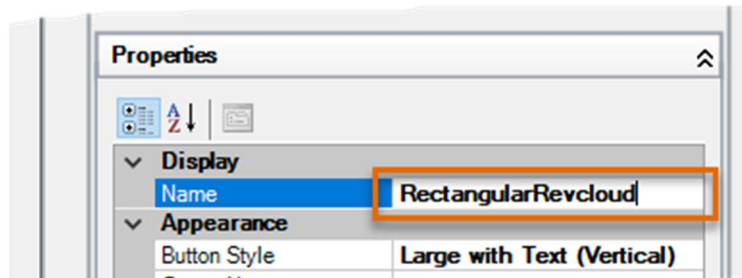 Properties
Display
Name RectangularRevcloud
Appearance
Button Style Large with Text (Vertical)